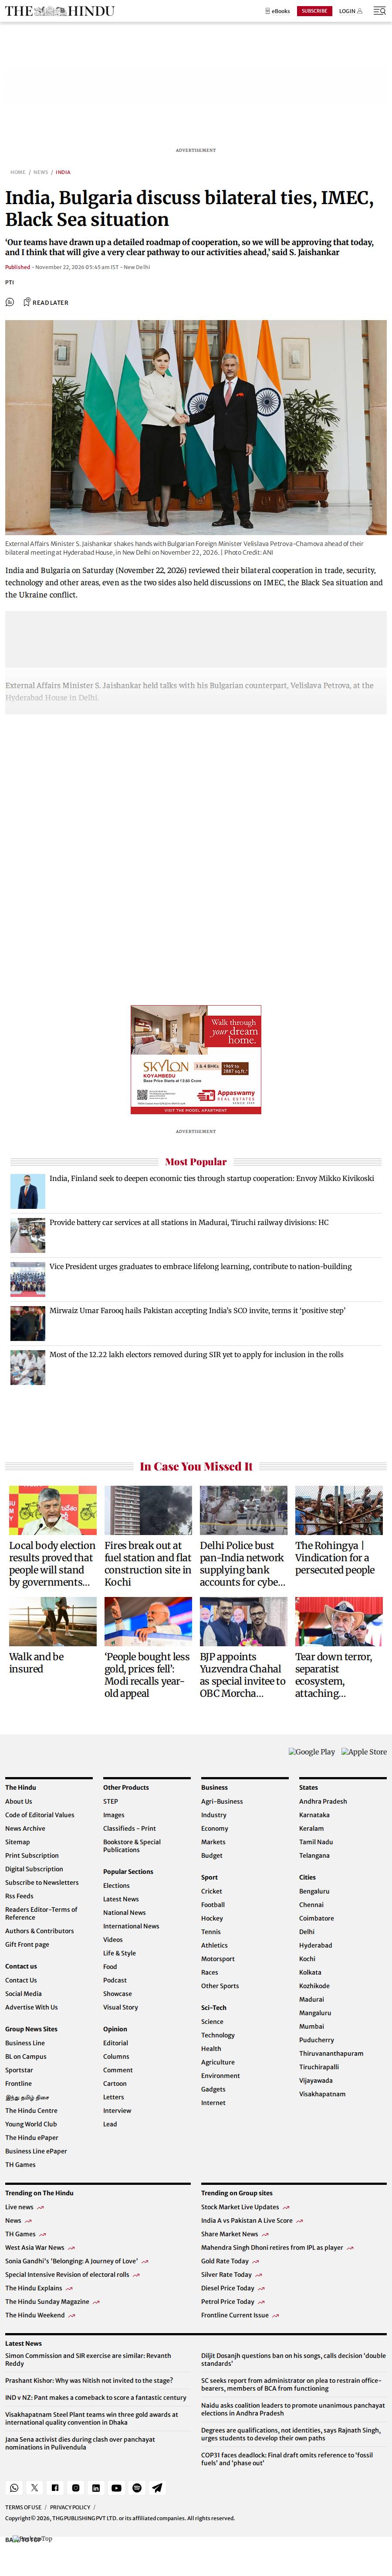 THE HINDU
eBooks
SUBSCRIBE
LOGIN
ADVERTISEMENT
HOME / NEWS / INDIA
India, Bulgaria discuss bilateral ties, IMEC,
Black Sea situation
‘Our teams have drawn up a detailed roadmap of cooperation, so we will be approving that today,
and I think that will give a very clear pathway to our activities ahead,’ said S. Jaishankar
Published - November 22, 2026 05:45 am IST - New Delhi
PTI
READ LATER
External Affairs Minister S. Jaishankar shakes hands with Bulgarian Foreign Minister Velislava Petrova-Chamova ahead of their
bilateral meeting at Hyderabad House, in New Delhi on November 22, 2026. | Photo Credit: ANI
India and Bulgaria on Saturday (November 22, 2026) reviewed their bilateral cooperation in trade, security,
technology and other areas, even as the two sides also held discussions on IMEC, the Black Sea situation and
the Ukraine conflict.
External Affairs Minister S. Jaishankar held talks with his Bulgarian counterpart, Velislava Petrova, at the
Hyderabad House in Delhi.
Walk through
your dream
home.
SKYLON
KOYAMBEDU
3 & 4 BHKs
1969 to
2887 SQ.FT.
Base Price Starts at ₹ 3.60 Crore
Appaswamy
REAL ESTATES
VISIT THE MODEL APARTMENT
ADVERTISEMENT
Most Popular
India, Finland seek to deepen economic ties through startup cooperation: Envoy Mikko Kivikoski
Provide battery car services at all stations in Madurai, Tiruchi railway divisions: HC
Vice President urges graduates to embrace lifelong learning, contribute to nation-building
Mirwaiz Umar Farooq hails Pakistan accepting India’s SCO invite, terms it ‘positive step’
Most of the 12.22 lakh electors removed during SIR yet to apply for inclusion in the rolls
In Case You Missed It
Local body election
results proved that
people will stand
by governments...
Fires break out at
fuel station and flat
construction site in
Kochi
Delhi Police bust
pan-India network
supplying bank
accounts for cybe...
The Rohingya |
Vindication for a
persecuted people
Walk and be
insured
‘People bought less
gold, prices fell’:
Modi recalls year-
old appeal
BJP appoints
Yuzvendra Chahal
as special invitee to
OBC Morcha...
Tear down terror,
separatist
ecosystem,
attaching...
Google Play
Apple Store
The Hindu
About Us
Code of Editorial Values
News Archive
Sitemap
Print Subscription
Digital Subscription
Subscribe to Newsletters
Rss Feeds
Readers Editor-Terms of
Reference
Authors & Contributors
Gift Front page
Contact us
Contact Us
Social Media
Advertise With Us
Group News Sites
Business Line
BL on Campus
Sportstar
Frontline
இந்து தமிழ் திசை
The Hindu Centre
Young World Club
The Hindu ePaper
Business Line ePaper
TH Games
Other Products
STEP
Images
Classifieds - Print
Bookstore & Special
Publications
Popular Sections
Elections
Latest News
National News
International News
Videos
Life & Style
Food
Podcast
Showcase
Visual Story
Opinion
Editorial
Columns
Comment
Cartoon
Letters
Interview
Lead
Business
Agri-Business
Industry
Economy
Markets
Budget
Sport
Cricket
Football
Hockey
Tennis
Athletics
Motorsport
Races
Other Sports
Sci-Tech
Science
Technology
Health
Agriculture
Environment
Gadgets
Internet
States
Andhra Pradesh
Karnataka
Keralam
Tamil Nadu
Telangana
Cities
Bengaluru
Chennai
Coimbatore
Delhi
Hyderabad
Kochi
Kolkata
Kozhikode
Madurai
Mangaluru
Mumbai
Puducherry
Thiruvananthapuram
Tiruchirapalli
Vijayawada
Visakhapatnam
Trending on The Hindu
Live news
News
TH Games
West Asia War News
Sonia Gandhi's 'Belonging: A Journey of Love'
Special Intensive Revision of electoral rolls
The Hindu Explains
The Hindu Sunday Magazine
The Hindu Weekend
Trending on Group sites
Stock Market Live Updates
India A vs Pakistan A Live Score
Share Market News
Mahendra Singh Dhoni retires from IPL as player
Gold Rate Today
Silver Rate Today
Diesel Price Today
Petrol Price Today
Frontline Current Issue
Latest News
Simon Commission and SIR exercise are similar: Revanth
Reddy
Prashant Kishor: Why was Nitish not invited to the stage?
IND v NZ: Pant makes a comeback to score a fantastic century
Visakhapatnam Steel Plant teams win three gold awards at
international quality convention in Dhaka
Jana Sena activist dies during clash over panchayat
nominations in Pulivendula
Diljit Dosanjh questions ban on his songs, calls decision 'double
standards'
SC seeks report from administrator on plea to restrain office-
bearers, members of BCA from functioning
Naidu asks coalition leaders to promote unanimous panchayat
elections in Andhra Pradesh
Degrees are qualifications, not identities, says Rajnath Singh,
urges students to develop their own paths
COP31 faces deadlock: Final draft omits reference to ‘fossil
fuels’ and ‘phase out’
TERMS OF USE / PRIVACY POLICY /
Copyright© 2026, THG PUBLISHING PVT LTD. or its affiliated companies. All rights reserved.
BACK TO TOP
Back to Top